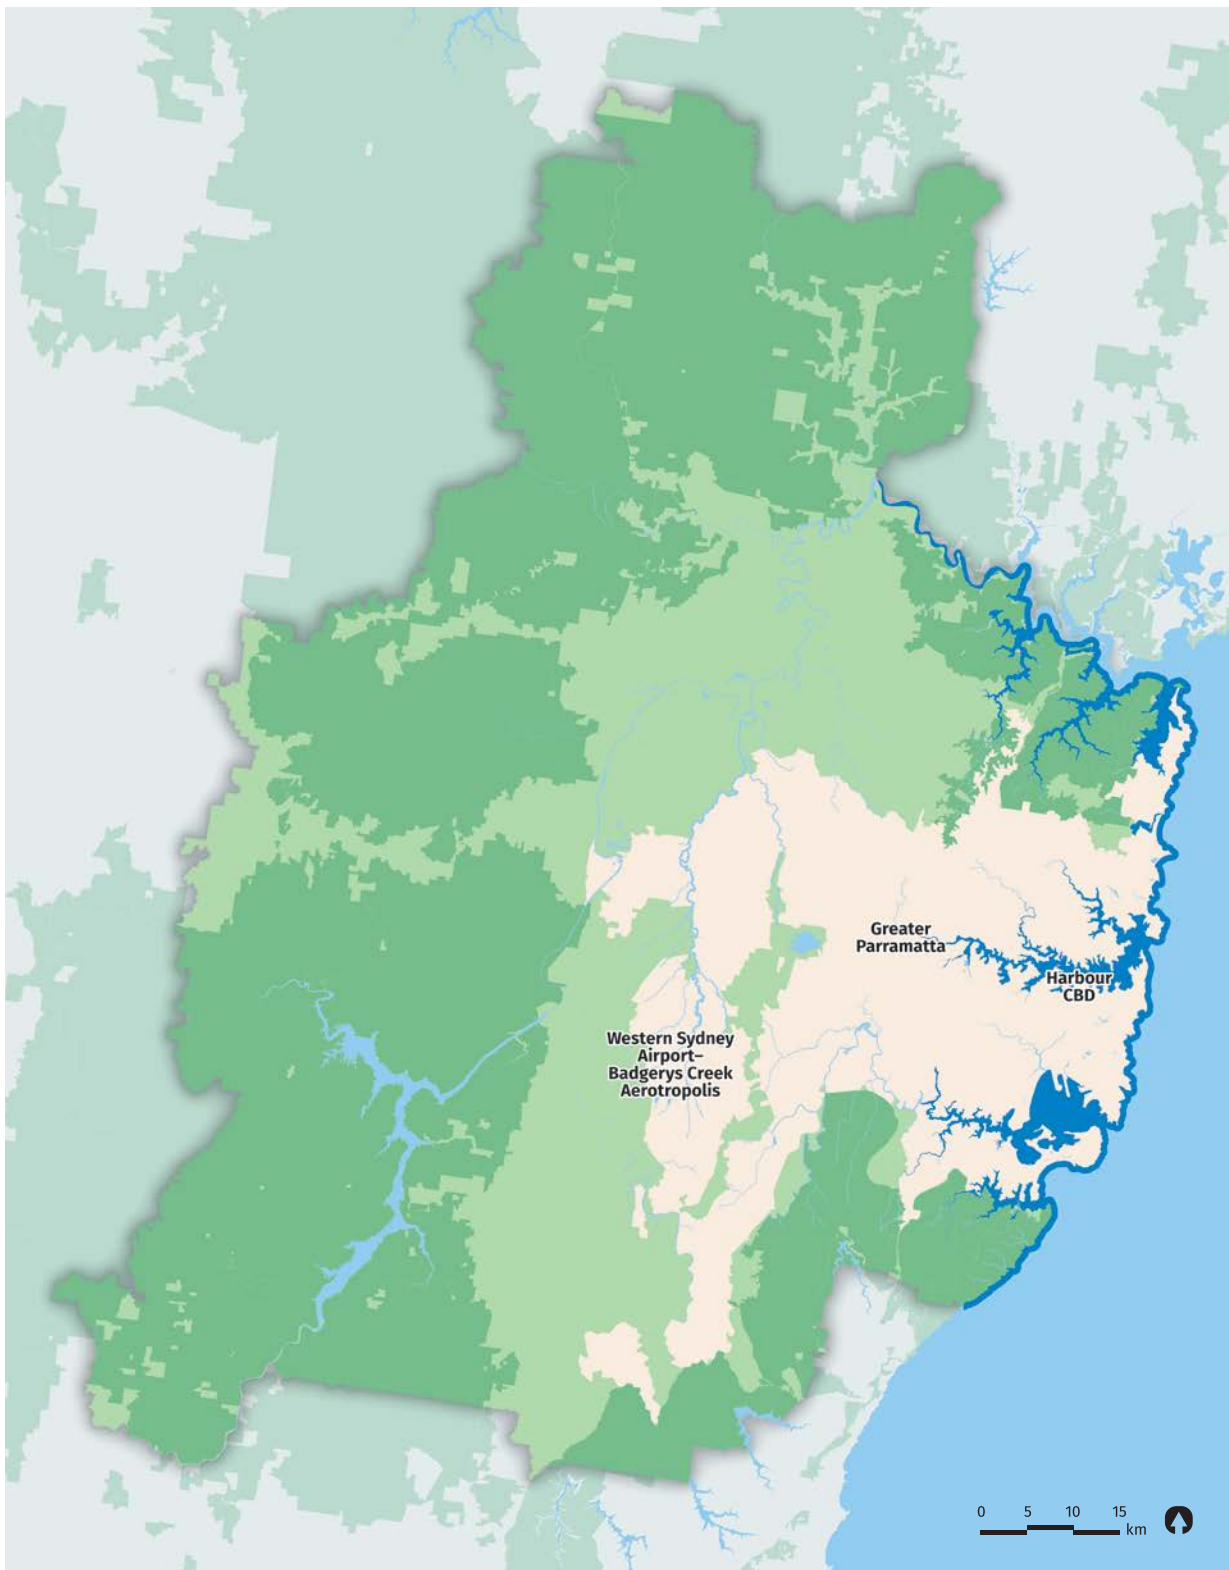 Greater
Parramatta
Harbour
CBD
Western Sydney
Airport–
Badgerys Creek
Aerotropolis
0 5 10 15
km